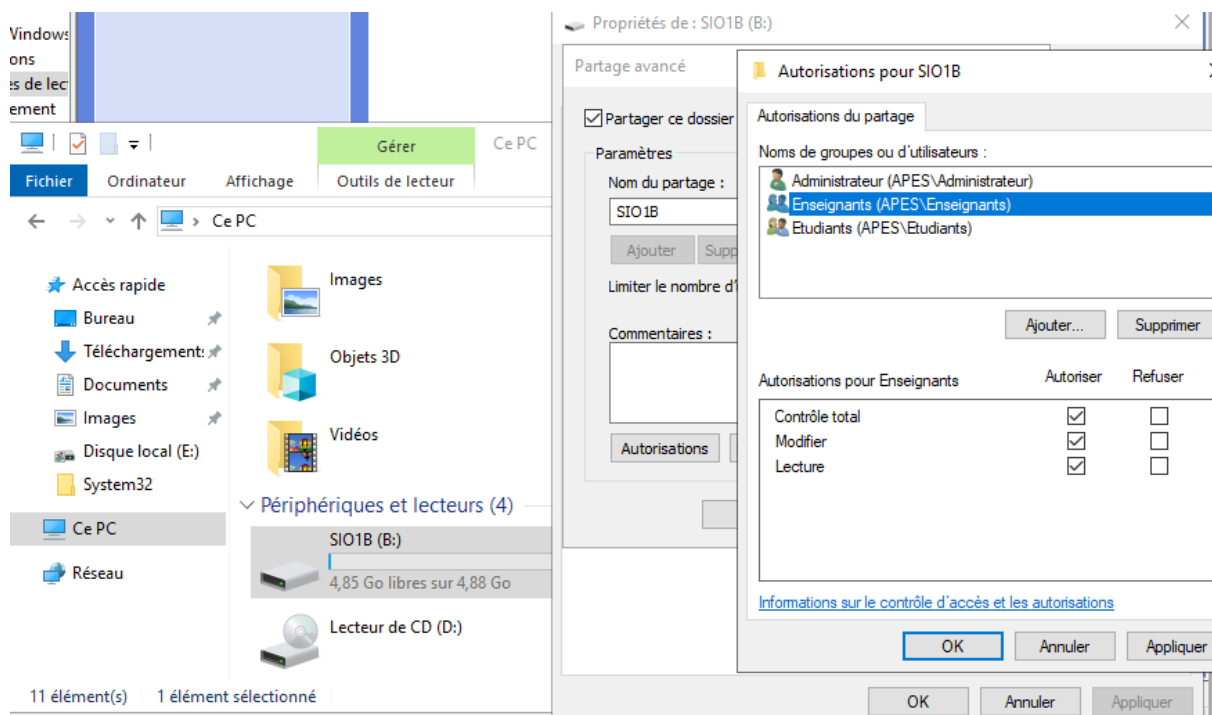 Windows
ons
es de lec
ement
Gérer
Ce PC
Fichier
Ordinateur
Affichage
Outils de lecteur
Ce PC
Accès rapide
Bureau
Téléchargement:
Documents
Images
Disque local (E:)
System32
Ce PC
Réseau
Images
Objets 3D
Vidéos
Périphériques et lecteurs (4)
SIO1B (B:)
4,85 Go libres sur 4,88 Go
Lecteur de CD (D:)
11 élément(s) 1 élément sélectionné
Propriétés de : SIO1B (B:)
Partage avancé
Partager ce dossier
Paramètres
Nom du partage :
SIO1B
Ajouter
Supp
Limiter le nombre d'
Commentaires :
Autorisations
OK
Annuler
Appliquer
Autorisations pour SIO1B
Autorisations du partage
Noms de groupes ou d'utilisateurs :
Administrateur (APES\Administrateur)
Enseignants (APES\Enseignants)
Etudiants (APES\Etudiants)
Ajouter...
Supprimer
Autorisations pour Enseignants
Autoriser
Refuser
Contrôle total
Modifier
Lecture
Informations sur le contrôle d'accès et les autorisations
OK
Annuler
Appliquer